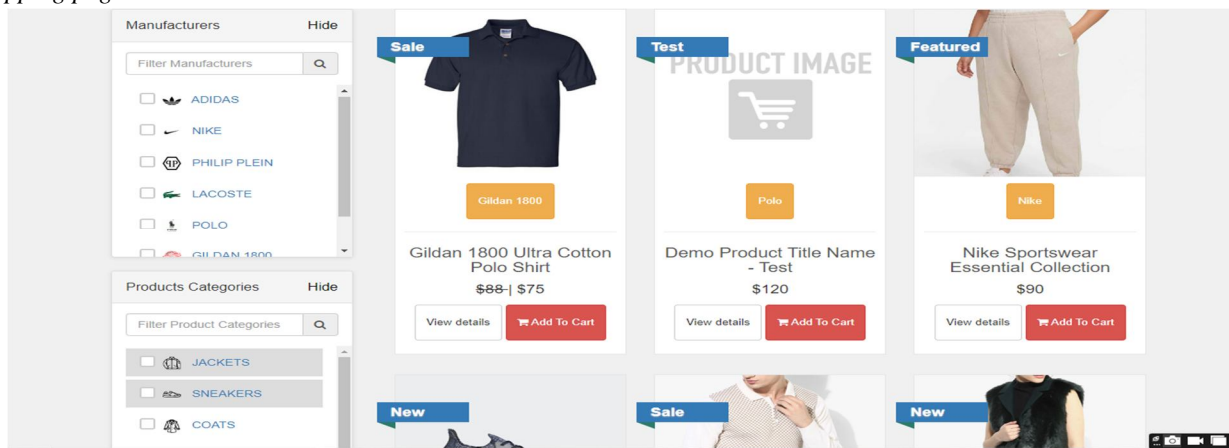 Manufacturers Hide
Filter Manufacturers
ADIDAS
NIKE
PHILIP PLEIN
LACOSTE
POLO
GILDAN 1800
Products Categories Hide
Filter Product Categories
JACKETS
SNEAKERS
COATS
Sale
Gildan 1800
Gildan 1800 Ultra Cotton
Polo Shirt
$88 | $75
View details Add To Cart
Test
PRODUCT IMAGE
Polo
Demo Product Title Name
- Test
$120
View details Add To Cart
Featured
Nike
Nike Sportswear
Essential Collection
$90
View details Add To Cart
New
Sale
New